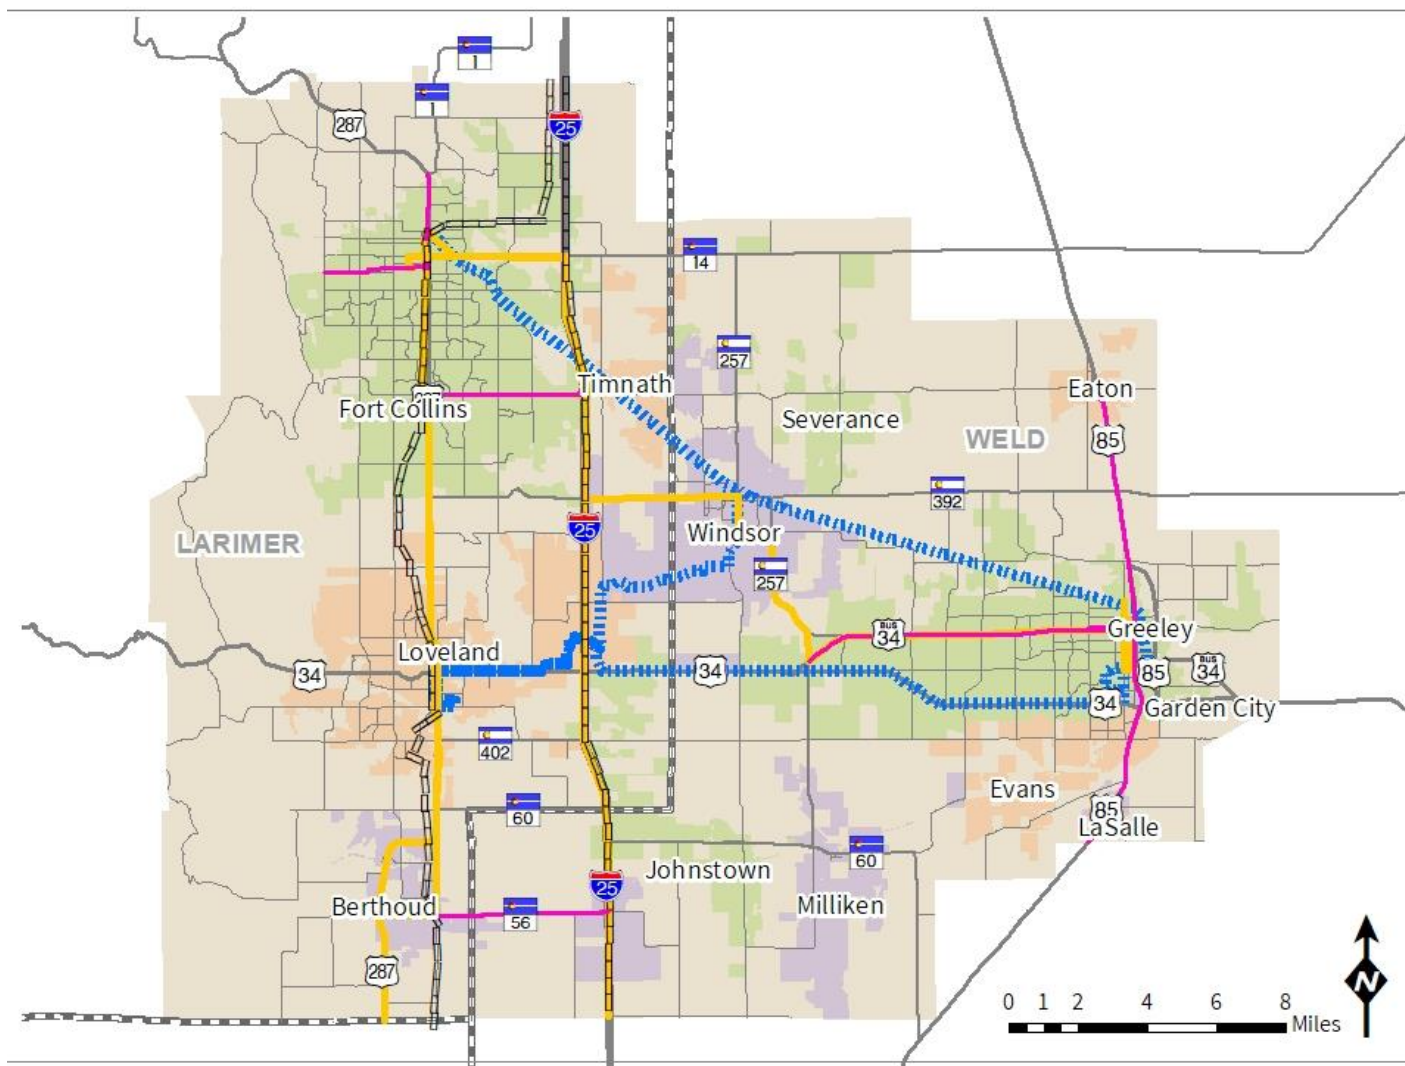 1
1
287
25
14
257
Timnath
Eaton
287
Fort Collins
Severance
WELD
85
392
25
Windsor
LARIMER
257
BUS
34
Greeley
Loveland
34
34
85
BUS
34
34
Garden City
402
Evans
60
85
LaSalle
60
Johnstown
25
Berthoud
56
Milliken
287
N
0 1 2 4 6 8
Miles